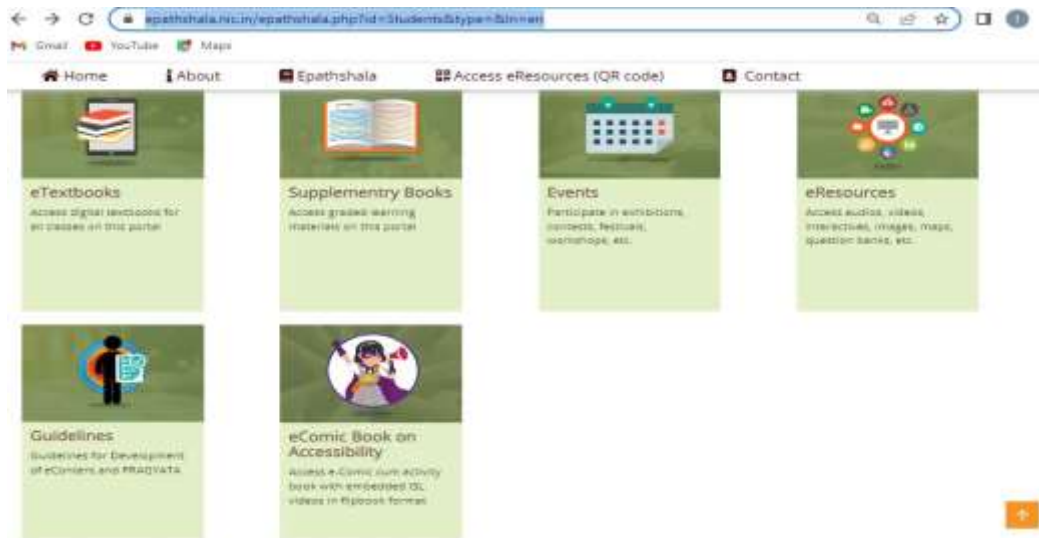 epathshala.nic.in/epathshala.php?id=Students&type=&ln=en
Gmail YouTube Maps
Home About Epathshala Access eResources (QR code) Contact
eTextbooks
Access digital textbooks for
all classes on this portal
Supplementry Books
Access graded learning
materials on this portal
Events
Participate in exhibitions,
contests, festivals,
workshops, etc.
eResources
Access audios, videos,
interactives, images, maps,
question banks, etc.
Guidelines
Guidelines for Development
of eContent and PRAGYATA
eComic Book on
Accessibility
Access e-Comic cum activity
book with embedded ISL
videos in flipbook format